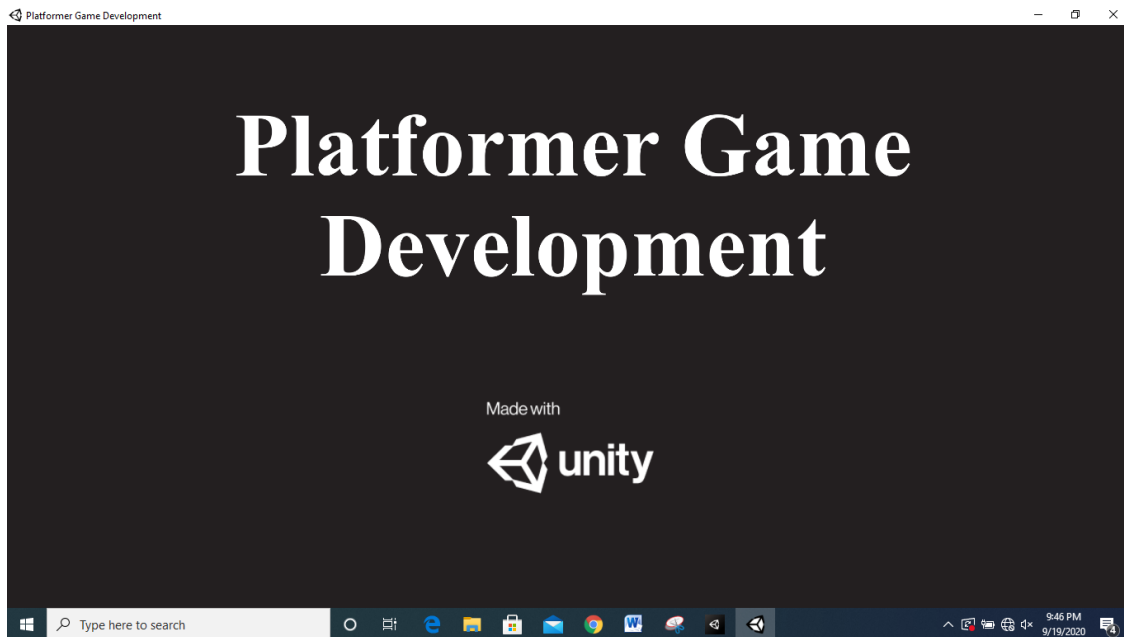 Platformer Game Development
Platformer Game
Development
Made with
unity
Type here to search
9:46 PM
9/19/2020
4